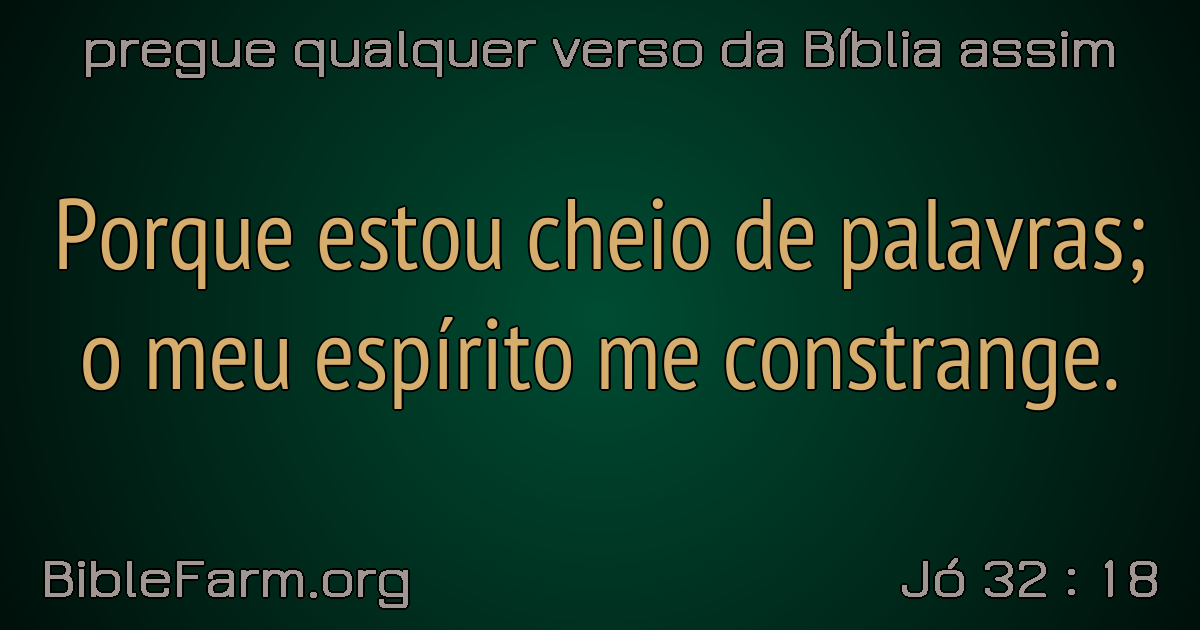 pregue qualquer verso da Bíblia assim
Porque estou cheio de palavras;
o meu espírito me constrange.
BibleFarm.org
Jó 32 : 18